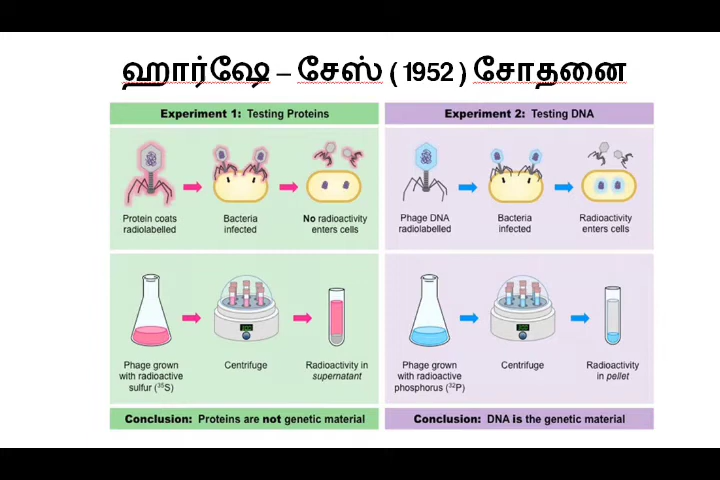 ஹார்ஷே – சேஸ் ( 1952 ) சோதனை
Experiment 1: Testing Proteins
Protein coats
radiolabelled
Bacteria
infected
No radioactivity
enters cells
Phage grown
with radioactive
sulfur (³⁵S)
Centrifuge
Radioactivity in
supernatant
Conclusion: Proteins are not genetic material
Experiment 2: Testing DNA
Phage DNA
radiolabelled
Bacteria
infected
Radioactivity
enters cells
Phage grown
with radioactive
phosphorus (³²P)
Centrifuge
Radioactivity
in pellet
Conclusion: DNA is the genetic material